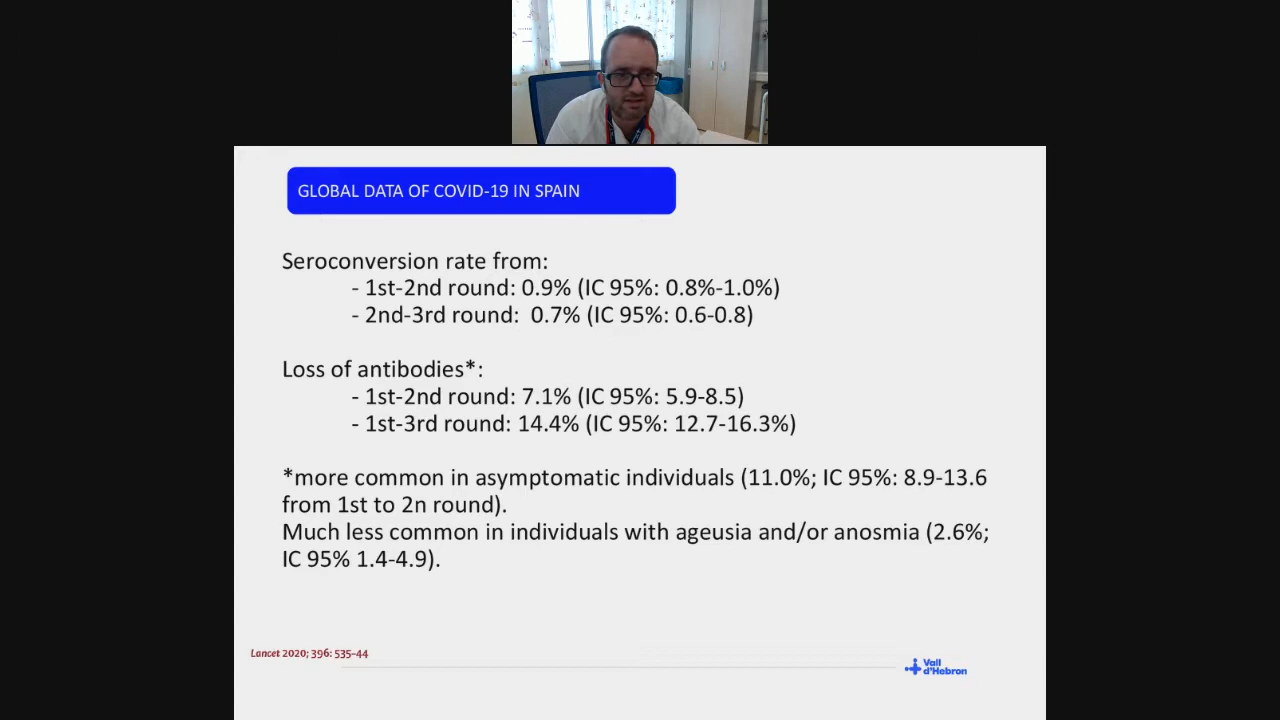 GLOBAL DATA OF COVID-19 IN SPAIN
Seroconversion rate from:
- 1st-2nd round: 0.9% (IC 95%: 0.8%-1.0%)
- 2nd-3rd round:  0.7% (IC 95%: 0.6-0.8)
Loss of antibodies*:
- 1st-2nd round: 7.1% (IC 95%: 5.9-8.5)
- 1st-3rd round: 14.4% (IC 95%: 12.7-16.3%)
*more common in asymptomatic individuals (11.0%; IC 95%: 8.9-13.6
from 1st to 2n round).
Much less common in individuals with ageusia and/or anosmia (2.6%;
IC 95% 1.4-4.9).
Lancet 2020; 396: 535–44
Vall
d'Hebron